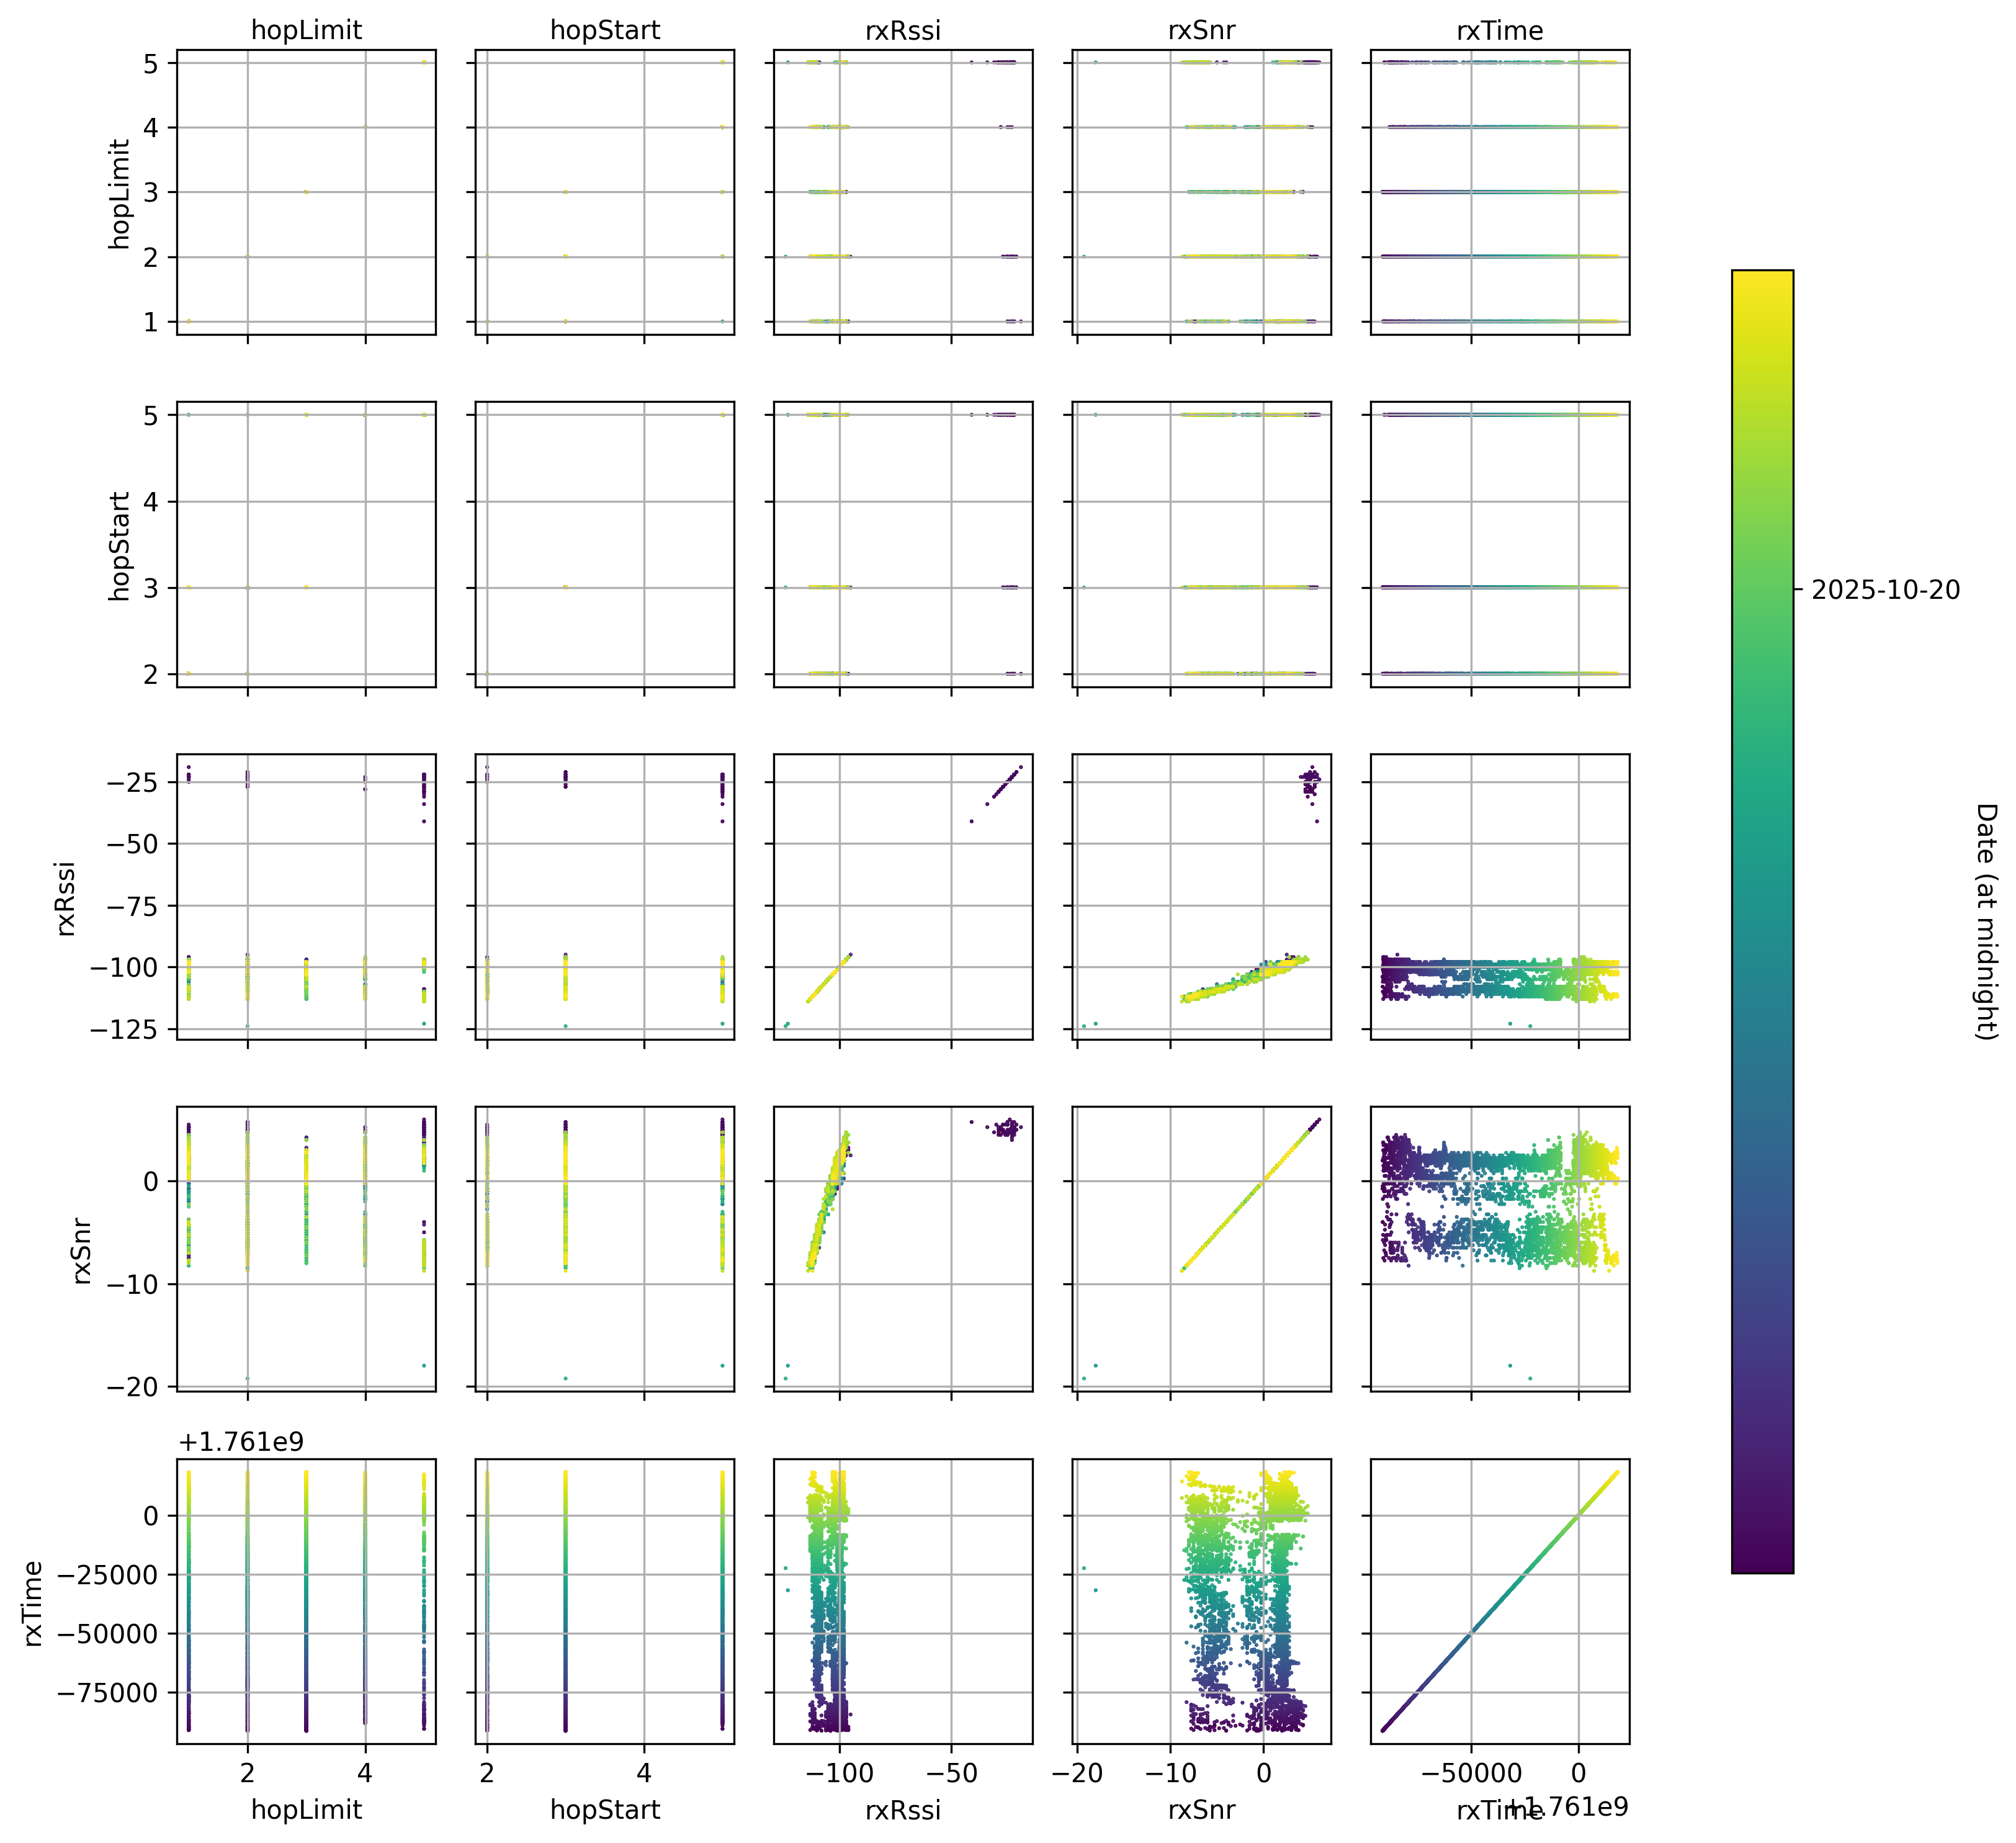 hopLimit hopStart rxRssi rxSnr rxTime
hopLimit
5
4
3
2
1
hopStart
5
4
3
2
rxRssi
−25
−50
−75
−100
−125
rxSnr
0
−10
−20
+1.761e9
rxTime
0
−25000
−50000
−75000
2 4 2 4 −100 −50 −20 −10 0 −50000 0
hopLimit hopStart rxRssi rxSnr rxTime
+1.761e9
2025-10-20
Date (at midnight)